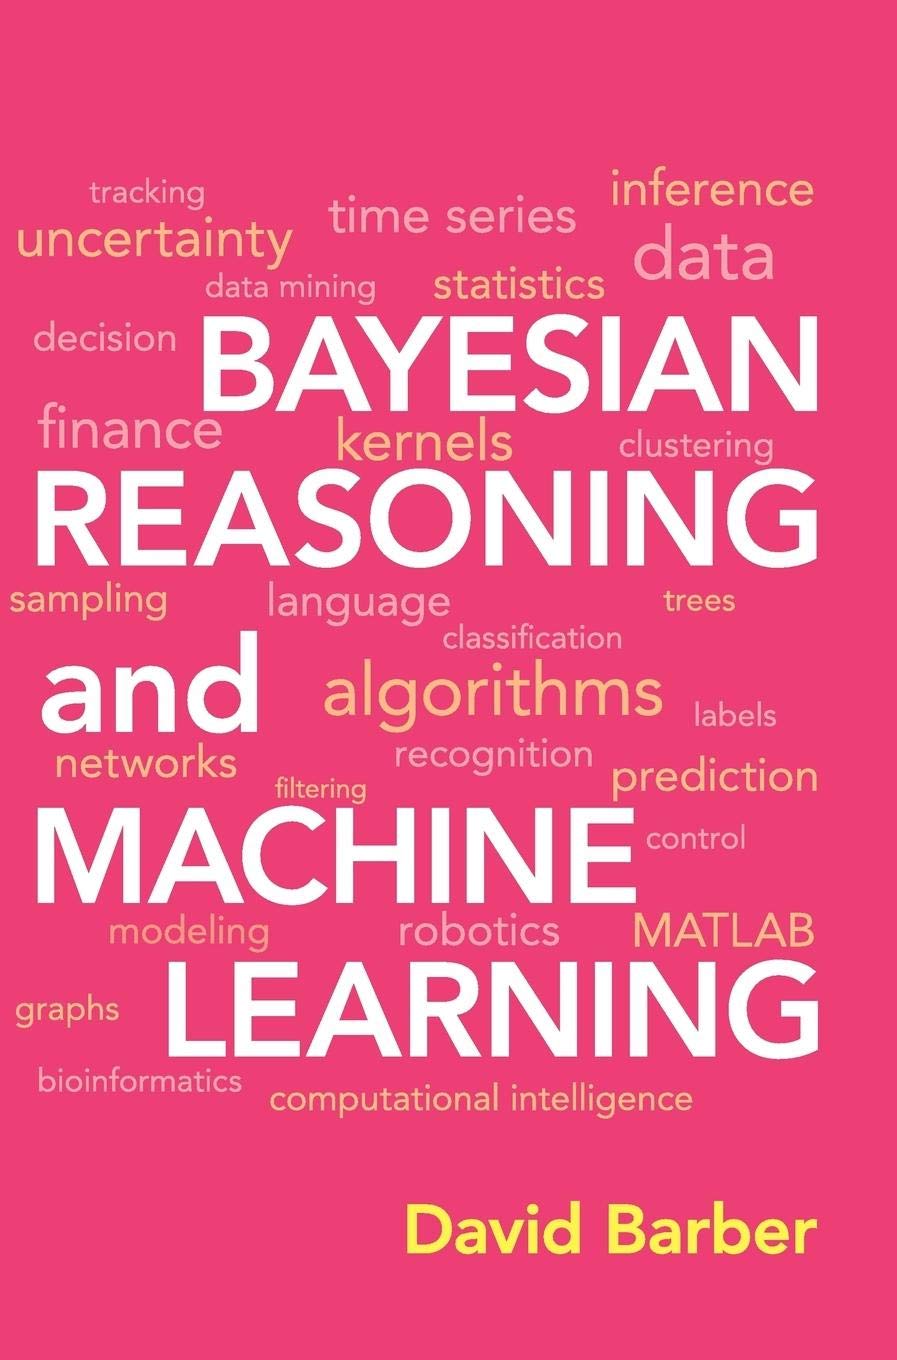 tracking
time series
inference
uncertainty
data
data mining
statistics
decision
BAYESIAN
finance
kernels
clustering
REASONING
sampling
language
trees
classification
and
algorithms
labels
networks
recognition
filtering
prediction
MACHINE
control
modeling
robotics
MATLAB
graphs
LEARNING
bioinformatics
computational intelligence
David Barber